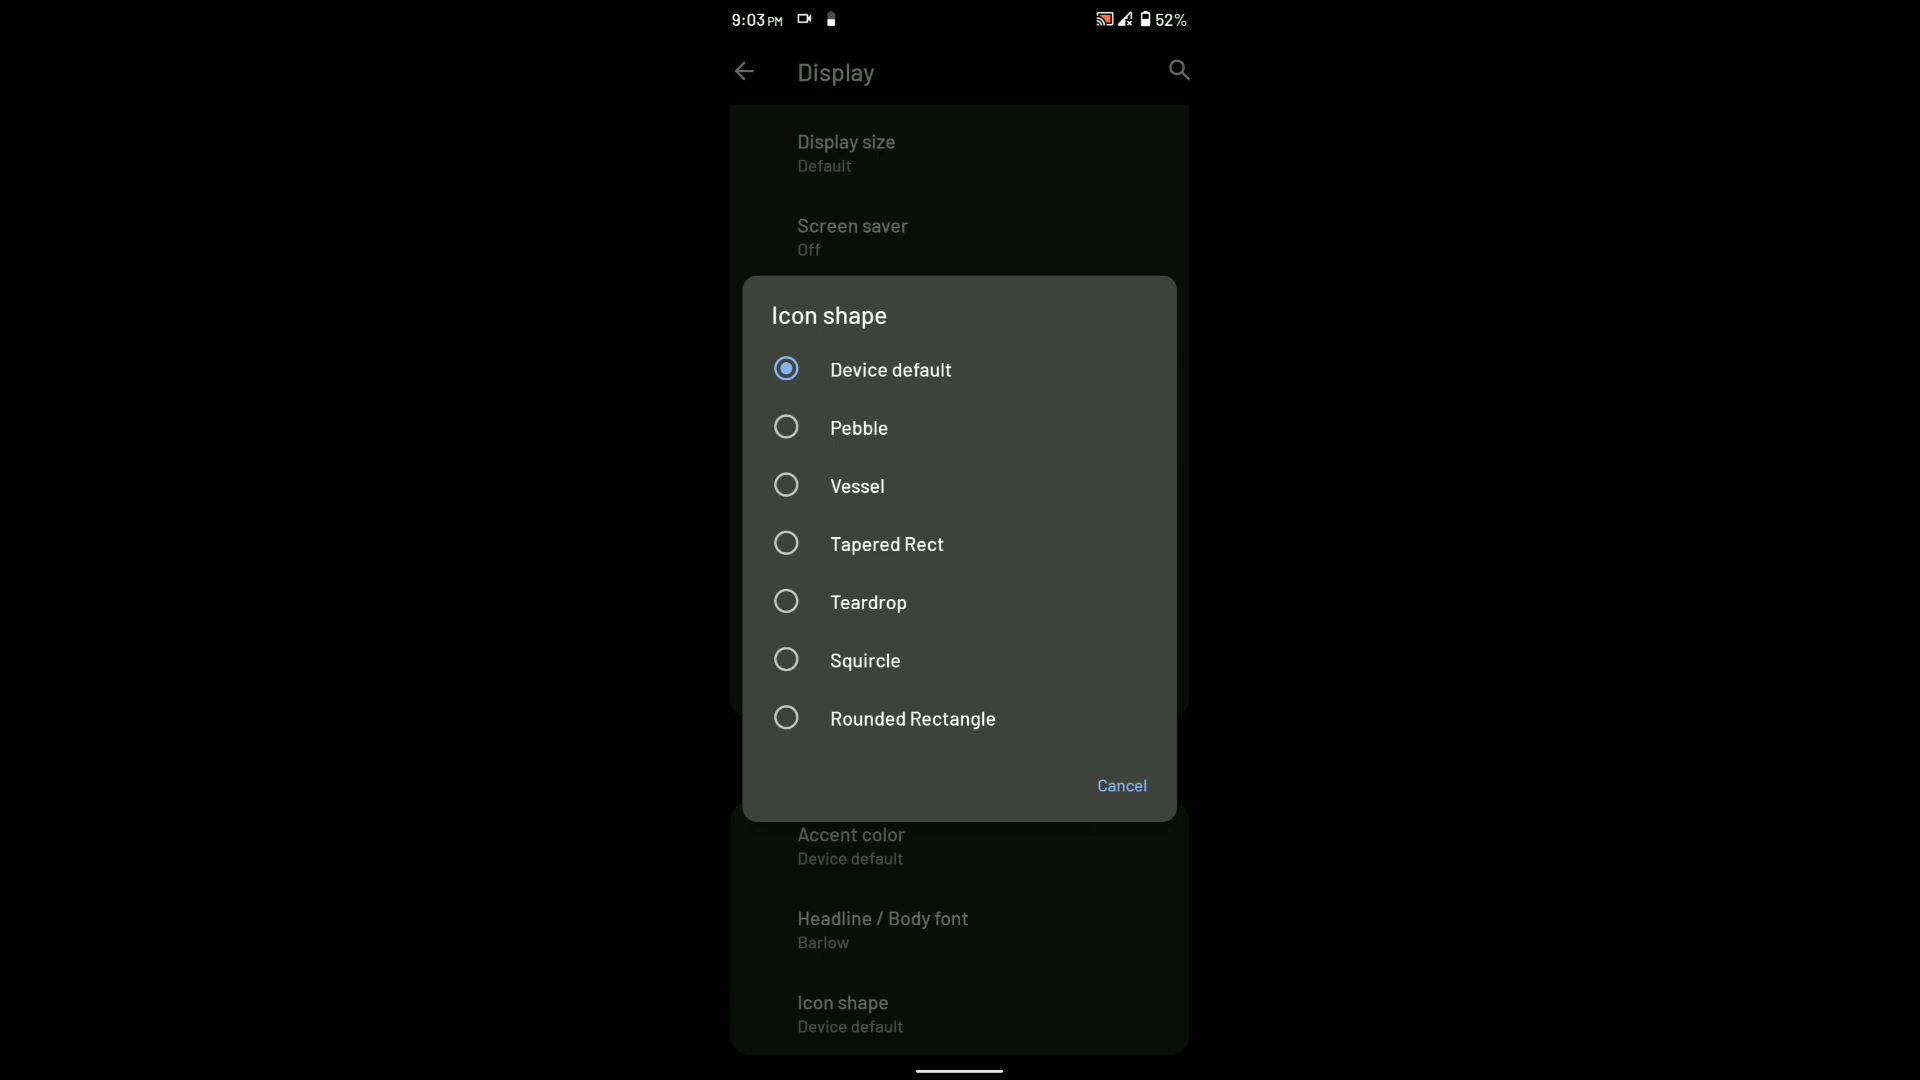 9:03 PM 52%
Display
Display size
Default
Screen saver
Off
Icon shape
Device default
Pebble
Vessel
Tapered Rect
Teardrop
Squircle
Rounded Rectangle
Cancel
Accent color
Device default
Headline / Body font
Barlow
Icon shape
Device default